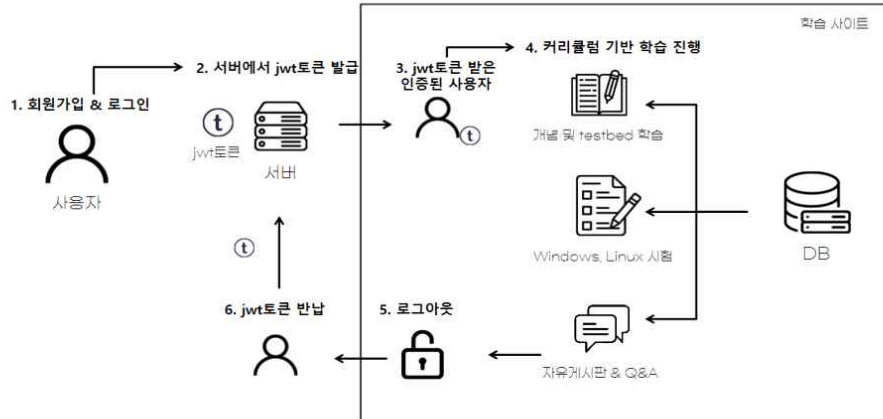 학습 사이트
1. 회원가입 & 로그인
사용자
2. 서버에서 jwt토큰 발급
t
jwt토큰
서버
3. jwt토큰 받은
인증된 사용자
t
4. 커리큘럼 기반 학습 진행
개념 및 testbed 학습
Windows, Linux 시험
자유게시판 & Q&A
DB
5. 로그아웃
6. jwt토큰 반납
t